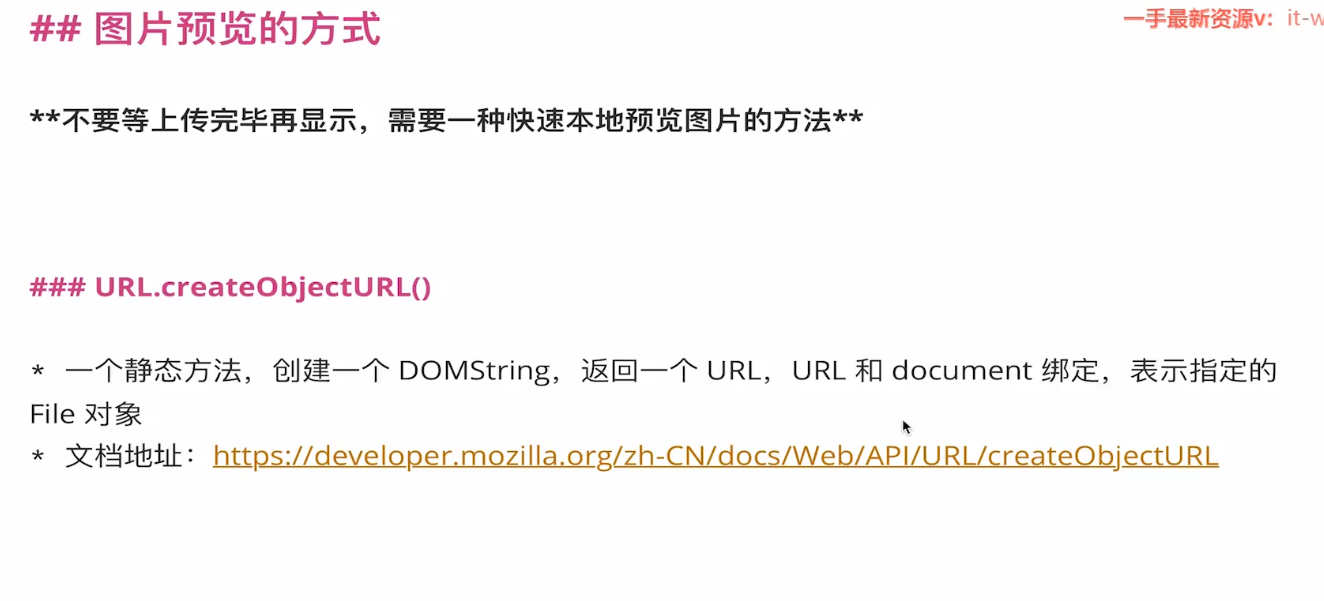 ## 图片预览的方式
一手最新资源v：it-w
**不要等上传完毕再显示，需要一种快速本地预览图片的方法**
### URL.createObjectURL()
* 一个静态方法，创建一个 DOMString，返回一个 URL，URL 和 document 绑定，表示指定的
File 对象
* 文档地址：https://developer.mozilla.org/zh-CN/docs/Web/API/URL/createObjectURL